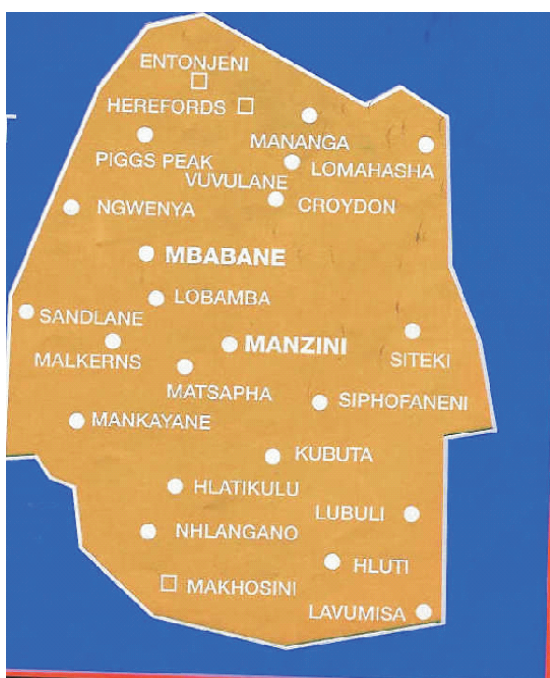 ENTONJENI
HEREFORDS
MANANGA
PIGGS PEAK
LOMAHASHA
VUVULANE
NGWENYA
CROYDON
MBABANE
LOBAMBA
SANDLANE
MANZINI
MALKERNS
SITEKI
MATSAPHA
SIPHOFANENI
MANKAYANE
KUBUTA
HLATIKULU
LUBULI
NHLANGANO
HLUTI
MAKHOSINI
LAVUMISA